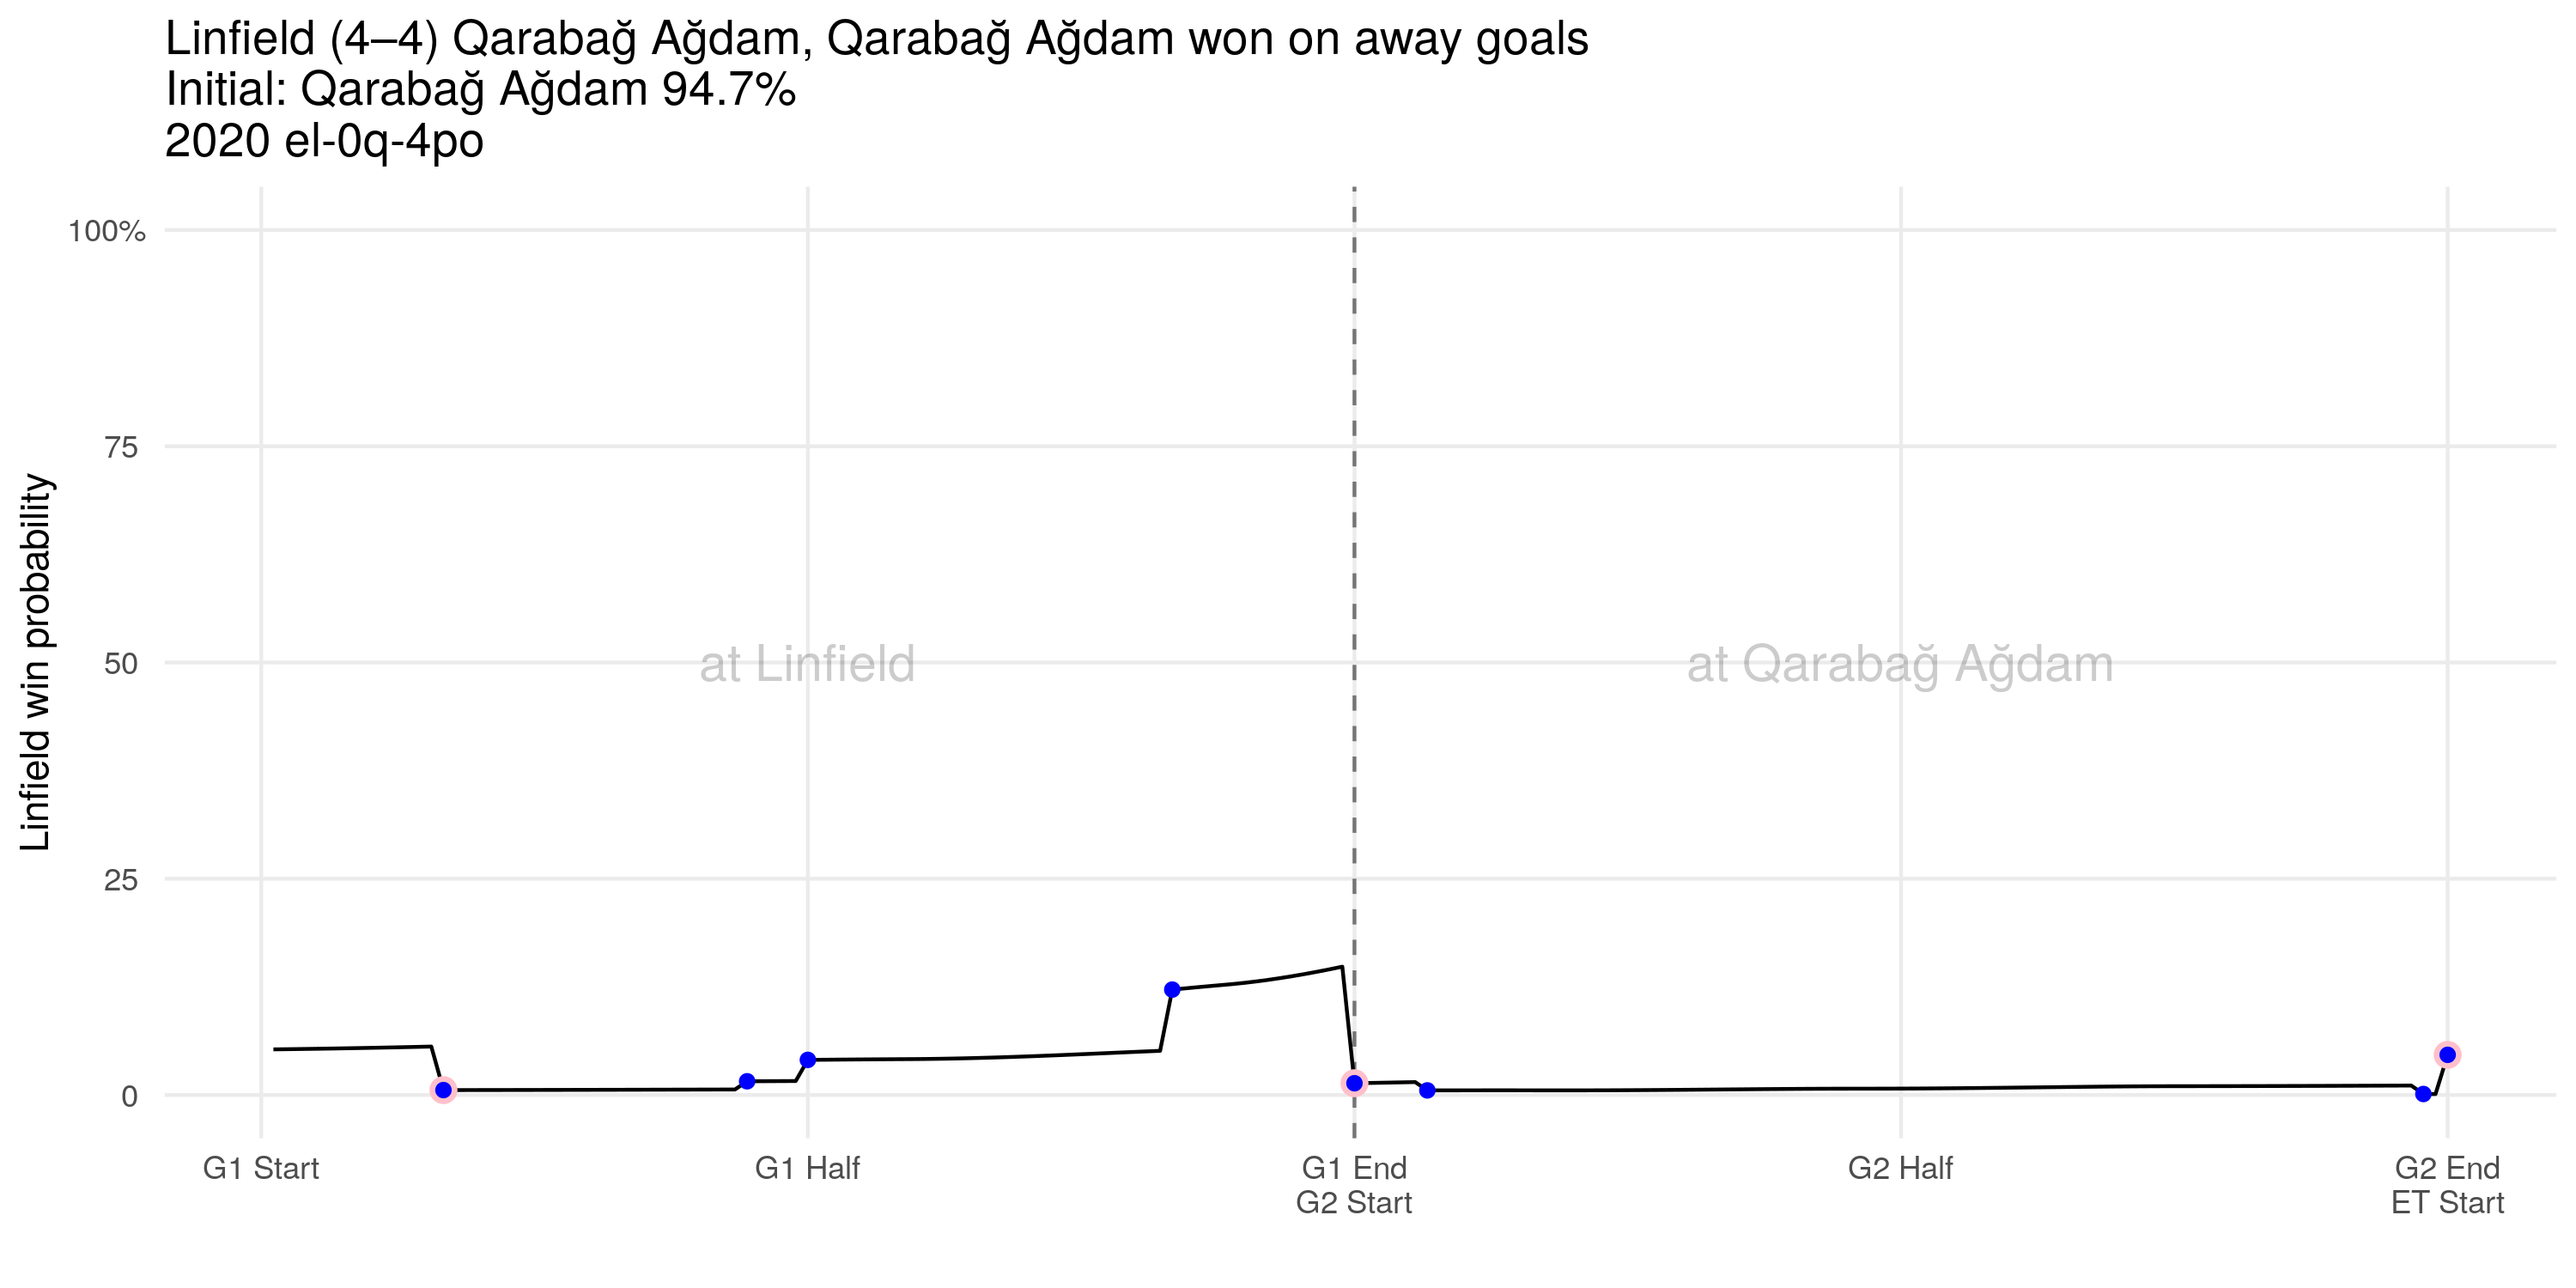 Linfield (4–4) Qarabağ Ağdam, Qarabağ Ağdam won on away goals
Initial: Qarabağ Ağdam 94.7%
2020 el-0q-4po
Linfield win probability
100%
75
50
25
0
at Linfield
at Qarabağ Ağdam
G1 Start
G1 Half
G1 End
G2 Start
G2 Half
G2 End
ET Start